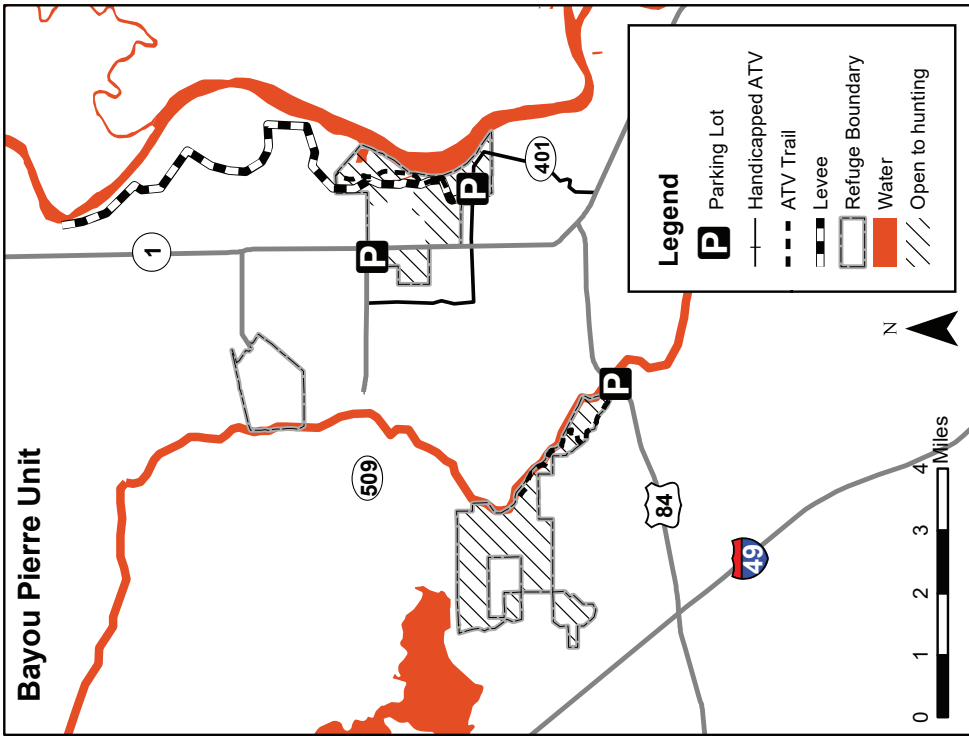 Bayou Pierre Unit
1
509
401
P
P
P
84
49
Legend
P Parking Lot
Handicapped ATV
ATV Trail
Levee
Refuge Boundary
Water
Open to hunting
N
0 1 2 3 4
Miles